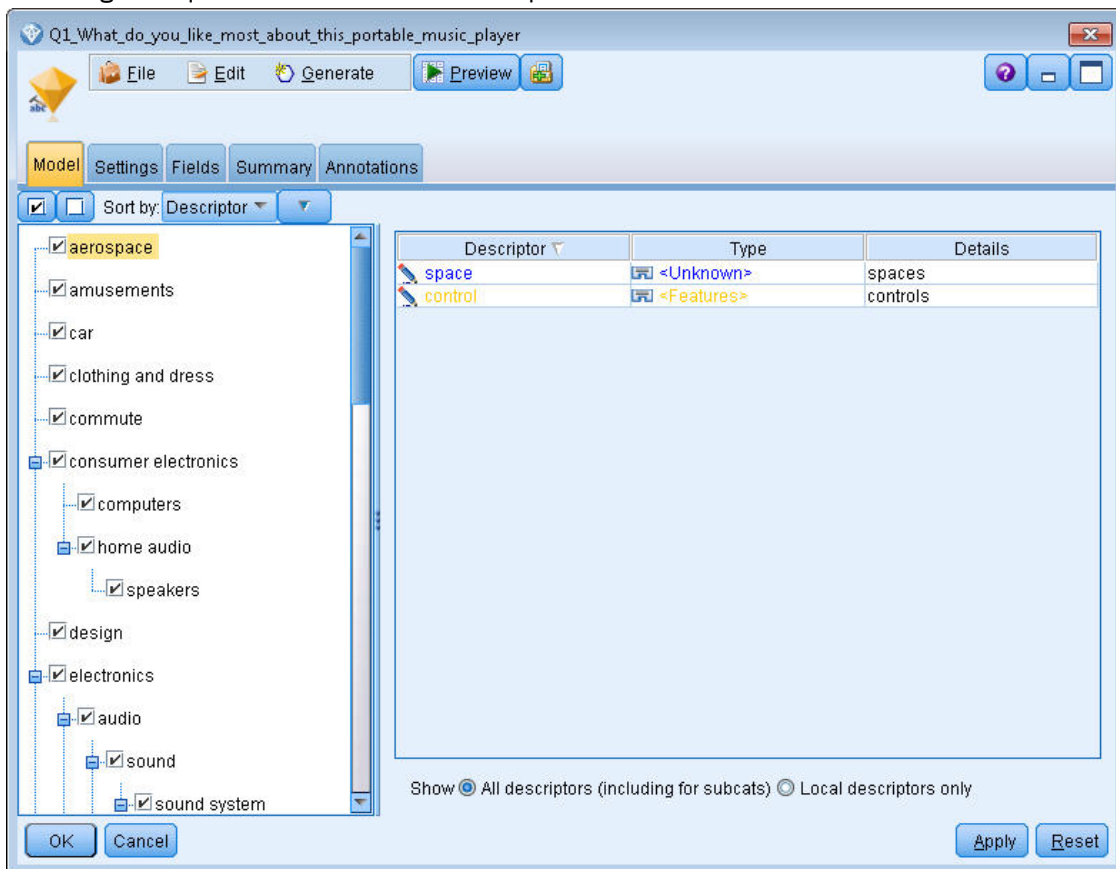 Q1_What_do_you_like_most_about_this_portable_music_player
File Edit Generate Preview
abc
Model Settings Fields Summary Annotations
Sort by: Descriptor
aerospace
amusements
car
clothing and dress
commute
consumer electronics
computers
home audio
speakers
design
electronics
audio
sound
sound system
Descriptor Type Details
space <Unknown> spaces
control <Features> controls
Show All descriptors (including for subcats) Local descriptors only
OK Cancel Apply Reset